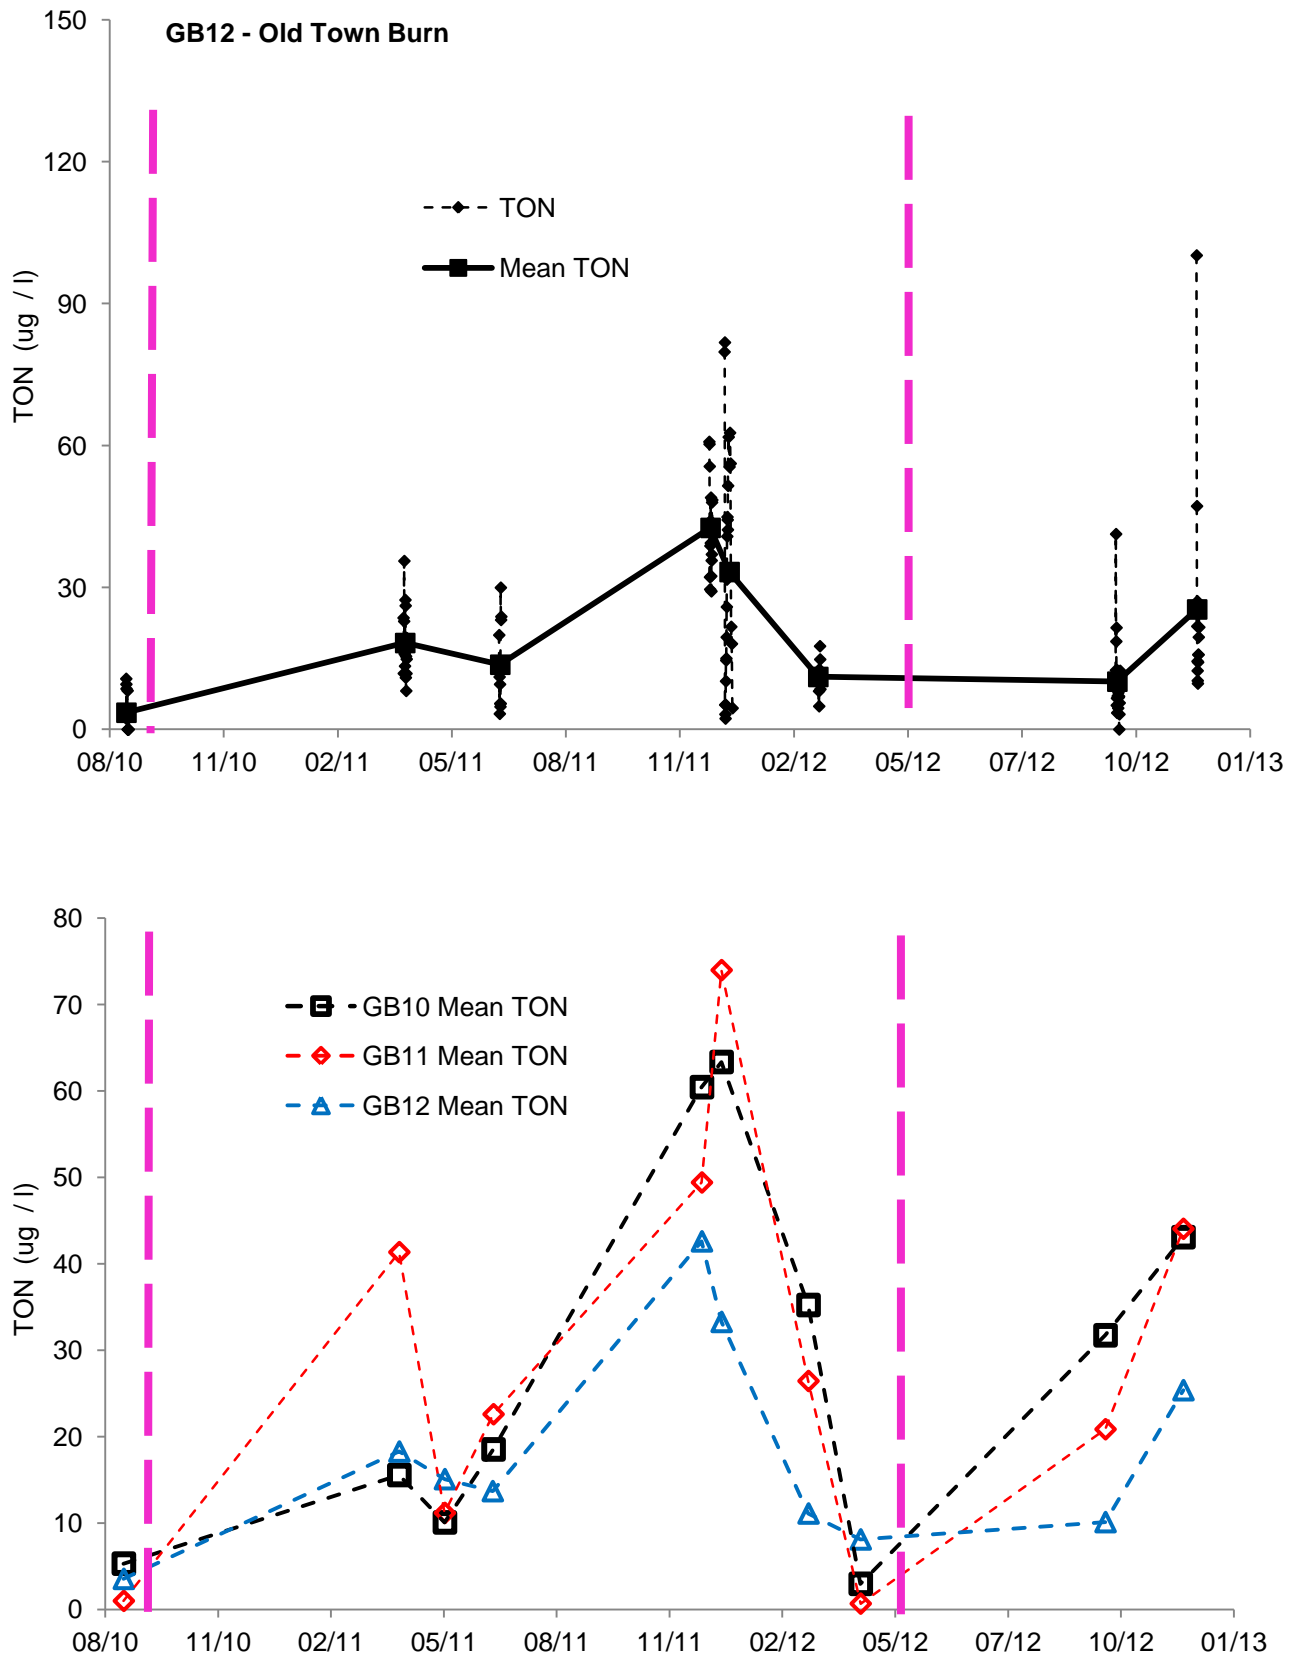 GB12 - Old Town Burn
150
120
90
60
30
0
TON (ug / l)
TON
Mean TON
08/10 11/10 02/11 05/11 08/11 11/11 02/12 05/12 07/12 10/12 01/13
80
70
60
50
40
30
20
10
0
TON (ug / l)
GB10 Mean TON
GB11 Mean TON
GB12 Mean TON
08/10 11/10 02/11 05/11 08/11 11/11 02/12 05/12 07/12 10/12 01/13